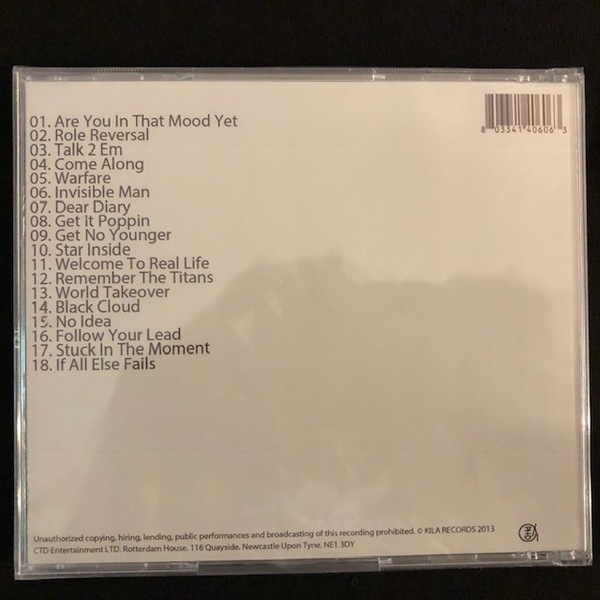 01. Are You In That Mood Yet
02. Role Reversal
03. Talk 2 Em
04. Come Along
05. Warfare
06. Invisible Man
07. Dear Diary
08. Get It Poppin
09. Get No Younger
10. Star Inside
11. Welcome To Real Life
12. Remember The Titans
13. World Takeover
14. Black Cloud
15. No Idea
16. Follow Your Lead
17. Stuck In The Moment
18. If All Else Fails
8 03341 40606 3
Unauthorized copying, hiring, lending, public performances and broadcasting of this recording prohibited. © KILA RECORDS 2013
CTD Entertainment LTD. Rotterdam House. 116 Quayside. Newcastle Upon Tyne. NE1 3DY